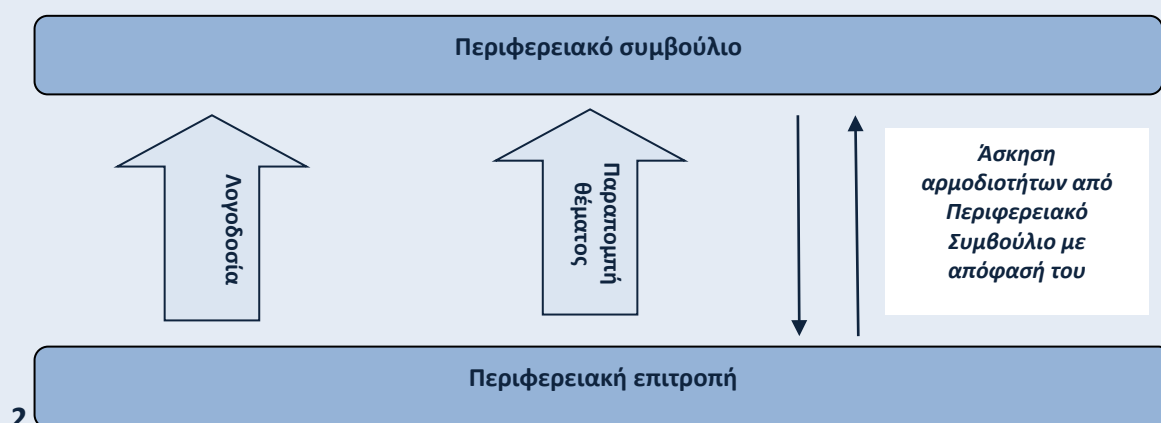 Περιφερειακό συμβούλιο
Λογοδοσία
Παραπομπή
θέματος
Άσκηση
αρμοδιοτήτων από
Περιφερειακό
Συμβούλιο με
απόφασή του
Περιφερειακή επιτροπή
2